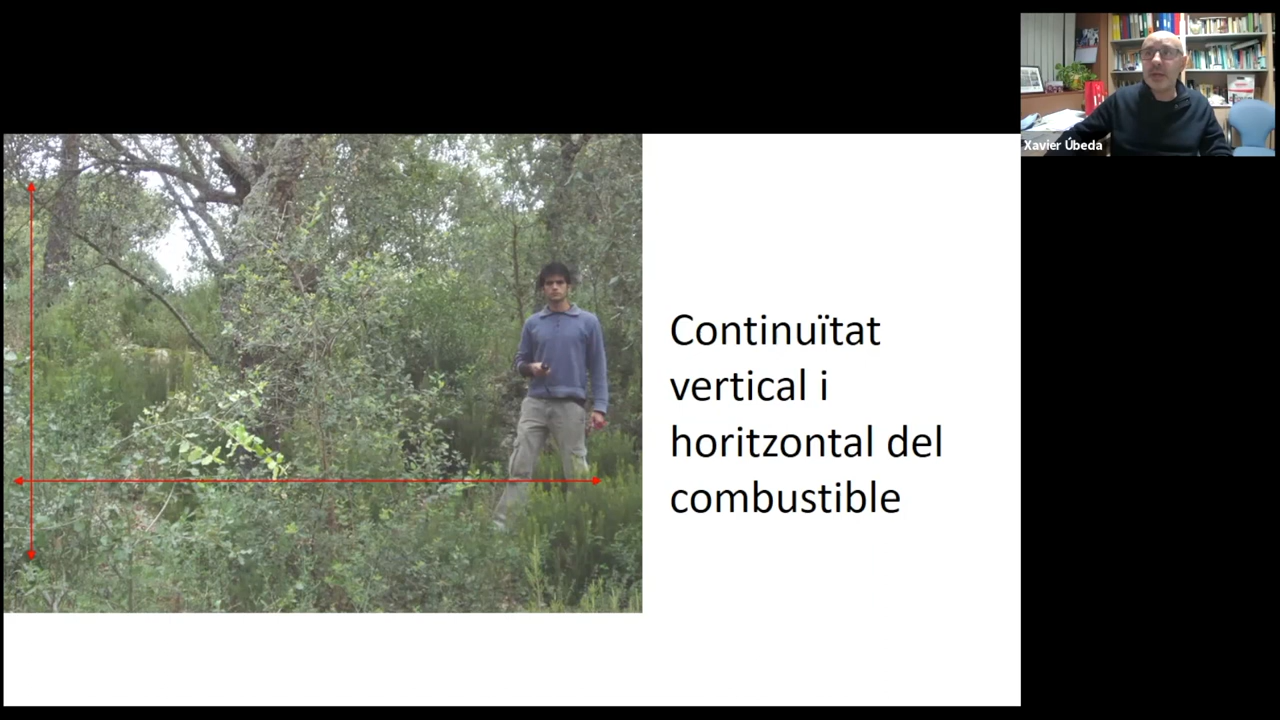 Xavier Úbeda
Continuïtat
vertical i
horitzontal del
combustible